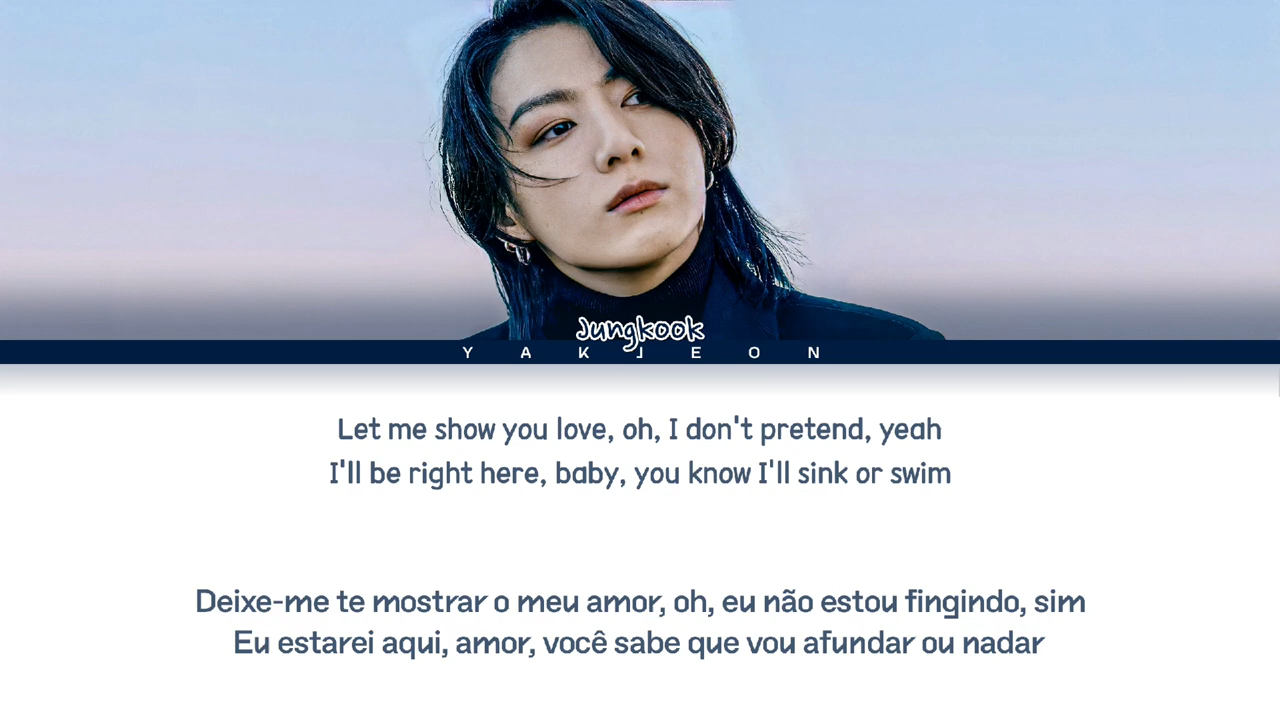 Jungkook
YAKJEON
Let me show you love, oh, I don't pretend, yeah
I'll be right here, baby, you know I'll sink or swim
Deixe-me te mostrar o meu amor, oh, eu não estou fingindo, sim
Eu estarei aqui, amor, você sabe que vou afundar ou nadar